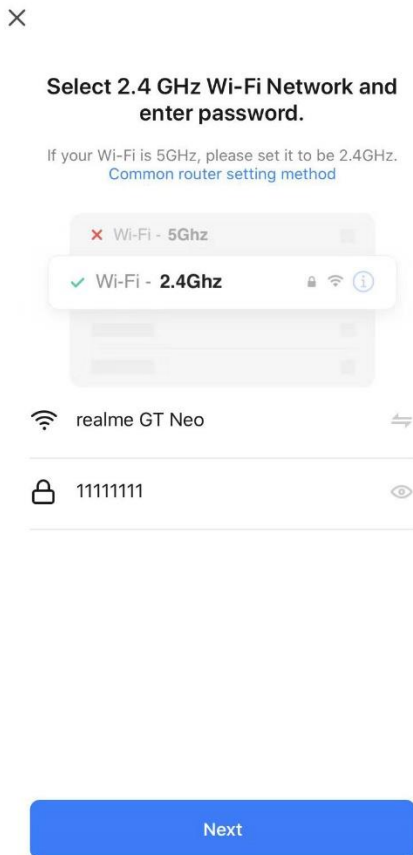 Select 2.4 GHz Wi-Fi Network and
enter password.
If your Wi-Fi is 5GHz, please set it to be 2.4GHz.
Common router setting method
Wi-Fi - 5Ghz
Wi-Fi - 2.4Ghz
realme GT Neo
11111111
Next